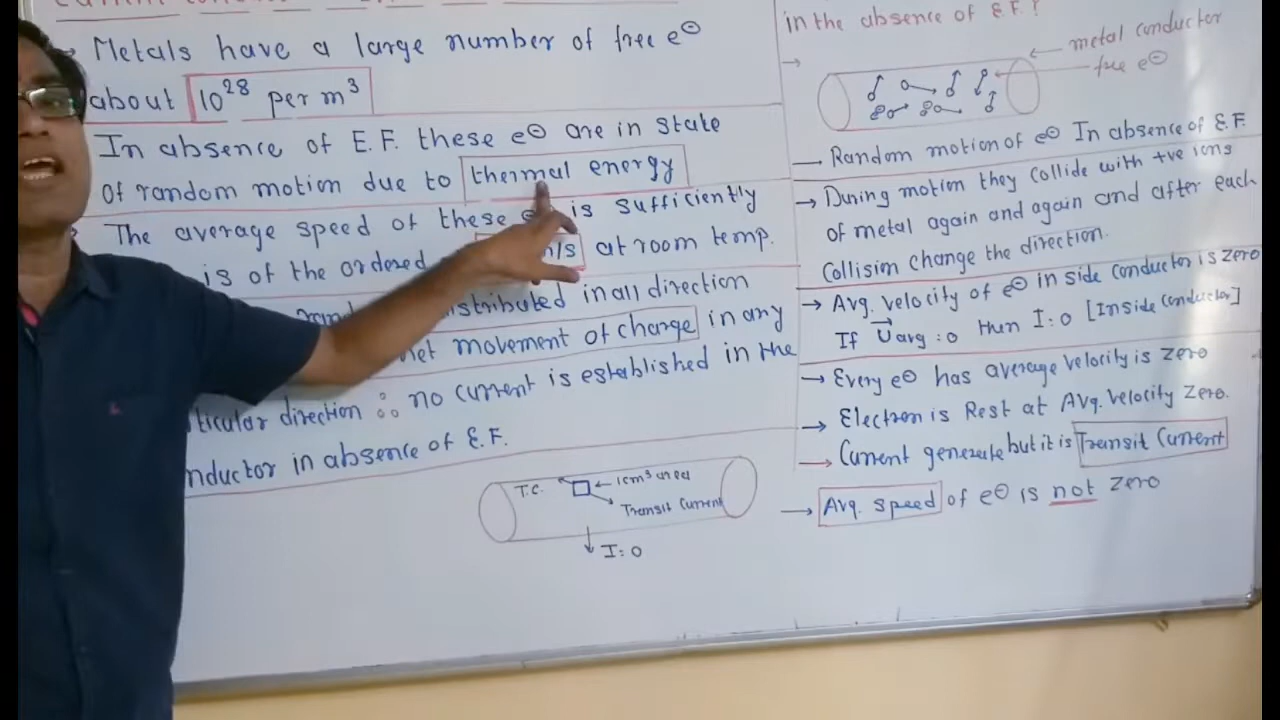 Metals have a large number of free e⊖
about 10²⁸ per m³
In absence of E.F. these e⊖ are in state
Of random motion due to thermal energy
The average speed of these e is sufficiently
is of the ordered m/s at room temp.
distributed in all direction
net movement of charge in any
ticular direction ∴ no current is established in the
nductor in absence of E.F.
T.C.
1cm³ area
Transit Current
I:0
in the absence of E.F?
metal conductor
free e⊖
Random motion of e⊖ In absence of E.F.
→ During motion they collide with +ve ions
of metal again and again and after each
Collision change the direction.
→ Avg. velocity of e⊖ in side conductor is zero
If U⃗avg :0 then I:0 [Inside conductor]
→ Every e⊖ has average velocity is zero
→ Electron is Rest at Avg. velocity zero.
→ Current generate but it is Transit Current
→ Avg. speed of e⊖ is not zero